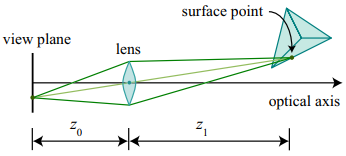 surface point
view plane
lens
optical axis
z₀
z₁